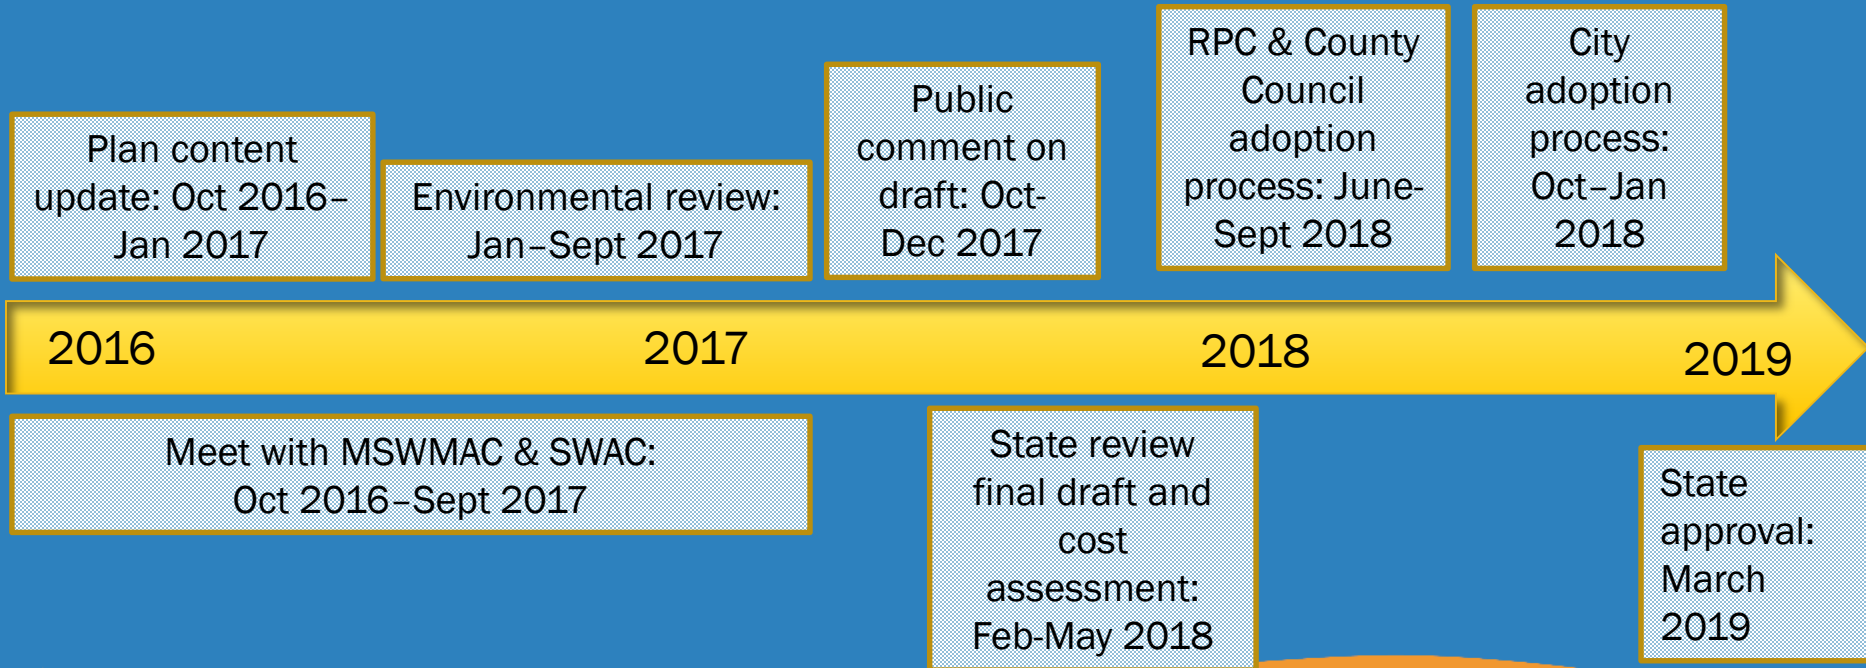 Plan content
update: Oct 2016–
Jan 2017
Environmental review:
Jan–Sept 2017
Public
comment on
draft: Oct-
Dec 2017
RPC & County
Council
adoption
process: June-
Sept 2018
City
adoption
process:
Oct–Jan
2018
2016
2017
2018
2019
Meet with MSWMAC & SWAC:
Oct 2016–Sept 2017
State review
final draft and
cost
assessment:
Feb-May 2018
State
approval:
March
2019